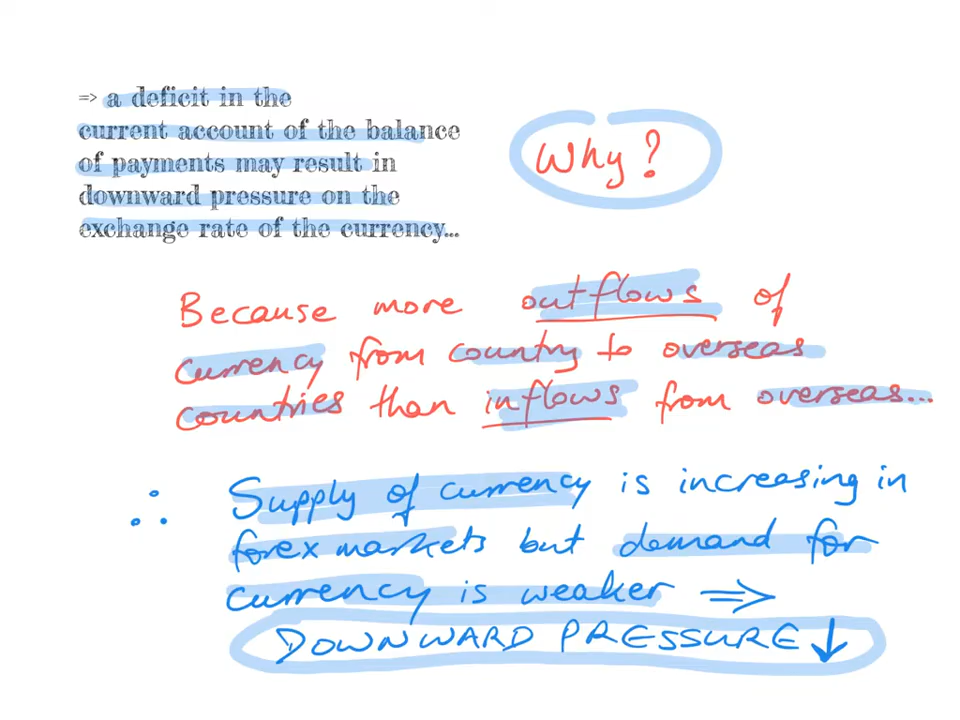 => a deficit in the
current account of the balance
of payments may result in
downward pressure on the
exchange rate of the currency...
Why?
Because more outflows of
currency from country to overseas
countries than inflows from overseas...
∴ Supply of currency is increasing in
forex markets but demand for
currency is weaker ⇒
DOWNWARD PRESSURE ↓